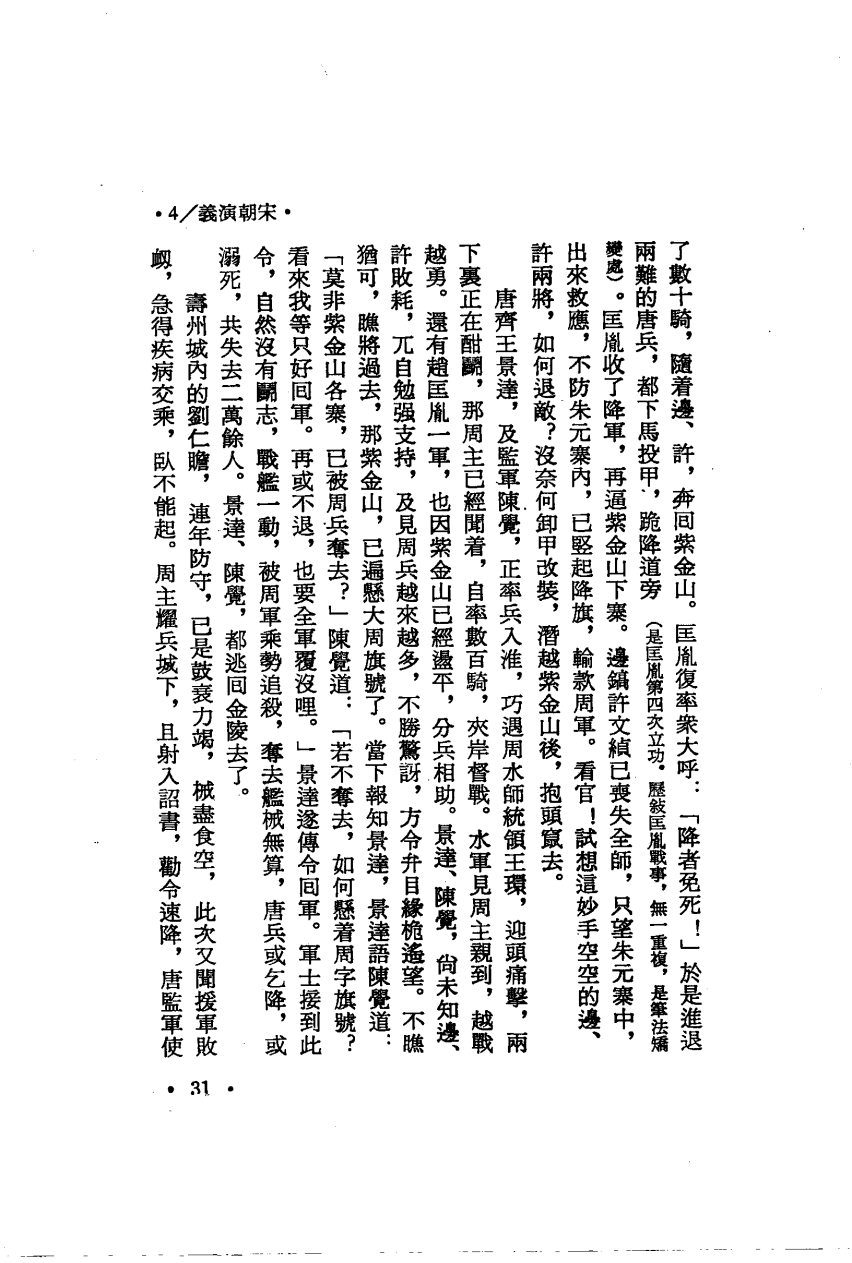 •4／義演朝宋•
了數十騎，隨着邊、許，奔回紫金山。匡胤復率衆大呼：「降者免死！」於是進退
兩難的唐兵，都下馬投甲，跪降道旁（是匡胤第四次立功。歷敍匡胤戰事，無一重複，是筆法矯
變處）。匡胤收了降軍，再逼紫金山下寨。邊鎬許文縝已喪失全師，只望朱元寨中，
出來救應，不防朱元寨內，已竪起降旗，輸款周軍。看官！試想這妙手空空的邊、
許兩將，如何退敵？沒奈何卸甲改裝，潛越紫金山後，抱頭竄去。
唐齊王景達，及監軍陳覺，正率兵入淮，巧遇周水師統領王環，迎頭痛擊，兩
下裏正在酣鬭，那周主已經聞着，自率數百騎，夾岸督戰。水軍見周主親到，越戰
越勇。還有趙匡胤一軍，也因紫金山已經盪平，分兵相助。景達、陳覺，尙未知邊、
許敗耗，兀自勉强支持，及見周兵越來越多，不勝驚訝，方令弁目緣桅遙望。不瞧
猶可，瞧將過去，那紫金山，已遍懸大周旗號了。當下報知景達，景達語陳覺道：
「莫非紫金山各寨，已被周兵奪去？」陳覺道：「若不奪去，如何懸着周字旗號？
看來我等只好回軍。再或不退，也要全軍覆沒哩。」景達遂傳令回軍。軍士接到此
令，自然沒有鬭志，戰艦一動，被周軍乘勢追殺，奪去艦械無算，唐兵或乞降，或
溺死，共失去二萬餘人。景達、陳覺，都逃回金陵去了。
壽州城內的劉仁贍，連年防守，已是鼓衰力竭，械盡食空，此次又聞援軍敗
衂，急得疾病交乘，臥不能起。周主耀兵城下，且射入詔書，勸令速降，唐監軍使
•31•